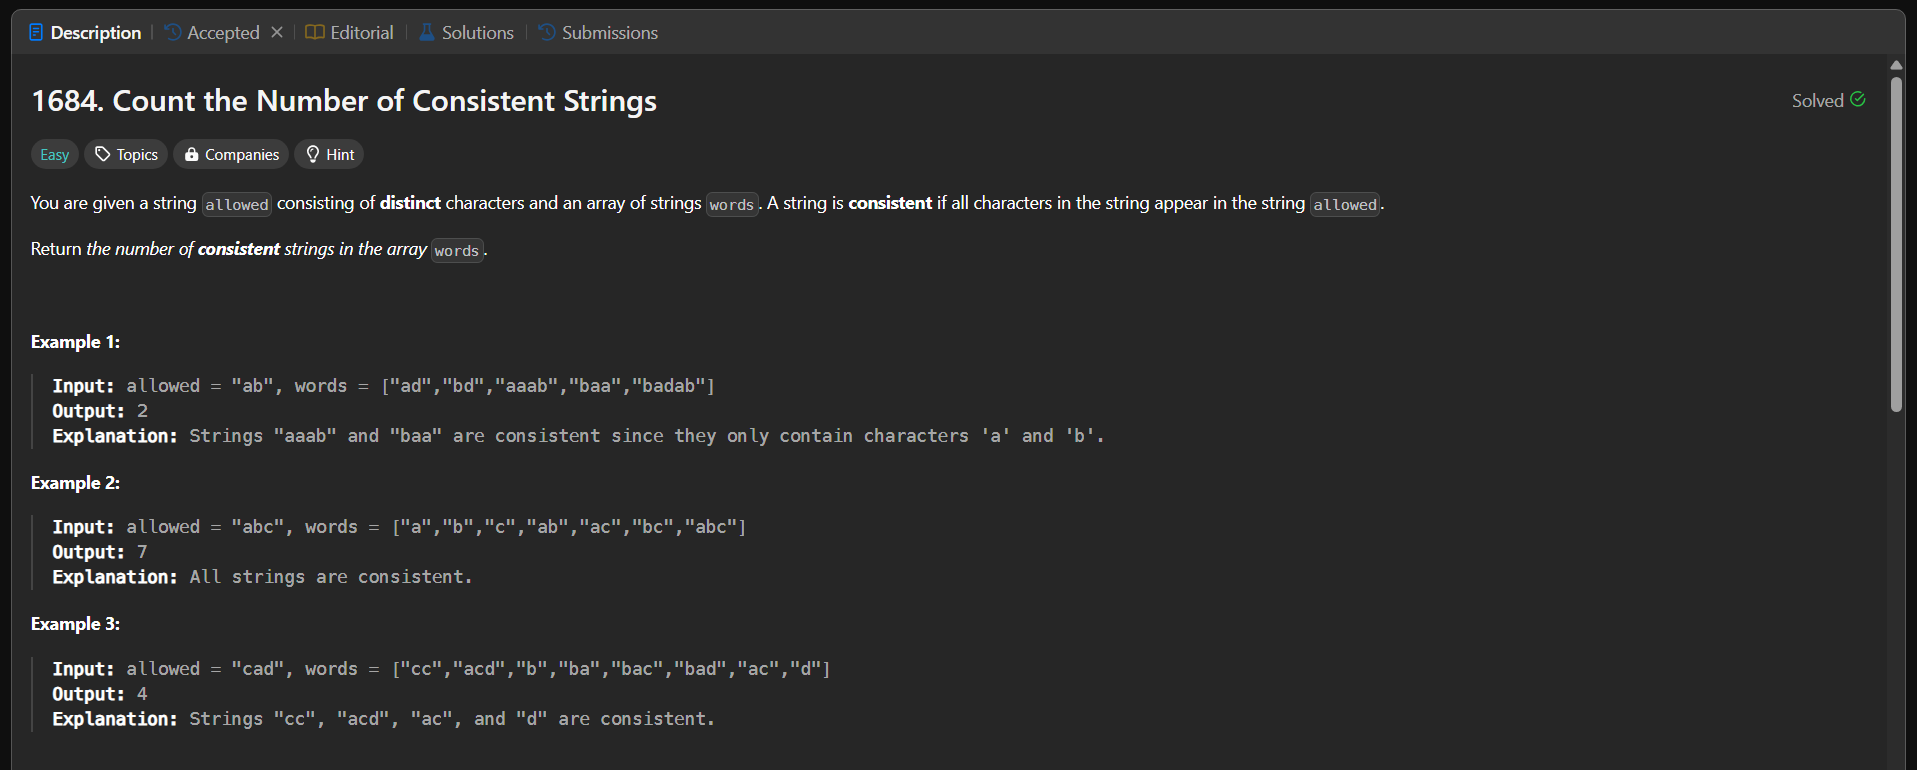 Description Accepted Editorial Solutions Submissions
1684. Count the Number of Consistent Strings
Solved
Easy Topics Companies Hint
You are given a string allowed consisting of distinct characters and an array of strings words. A string is consistent if all characters in the string appear in the string allowed.
Return the number of consistent strings in the array words.
Example 1:
Input: allowed = "ab", words = ["ad","bd","aaab","baa","badab"]
Output: 2
Explanation: Strings "aaab" and "baa" are consistent since they only contain characters 'a' and 'b'.
Example 2:
Input: allowed = "abc", words = ["a","b","c","ab","ac","bc","abc"]
Output: 7
Explanation: All strings are consistent.
Example 3:
Input: allowed = "cad", words = ["cc","acd","b","ba","bac","bad","ac","d"]
Output: 4
Explanation: Strings "cc", "acd", "ac", and "d" are consistent.